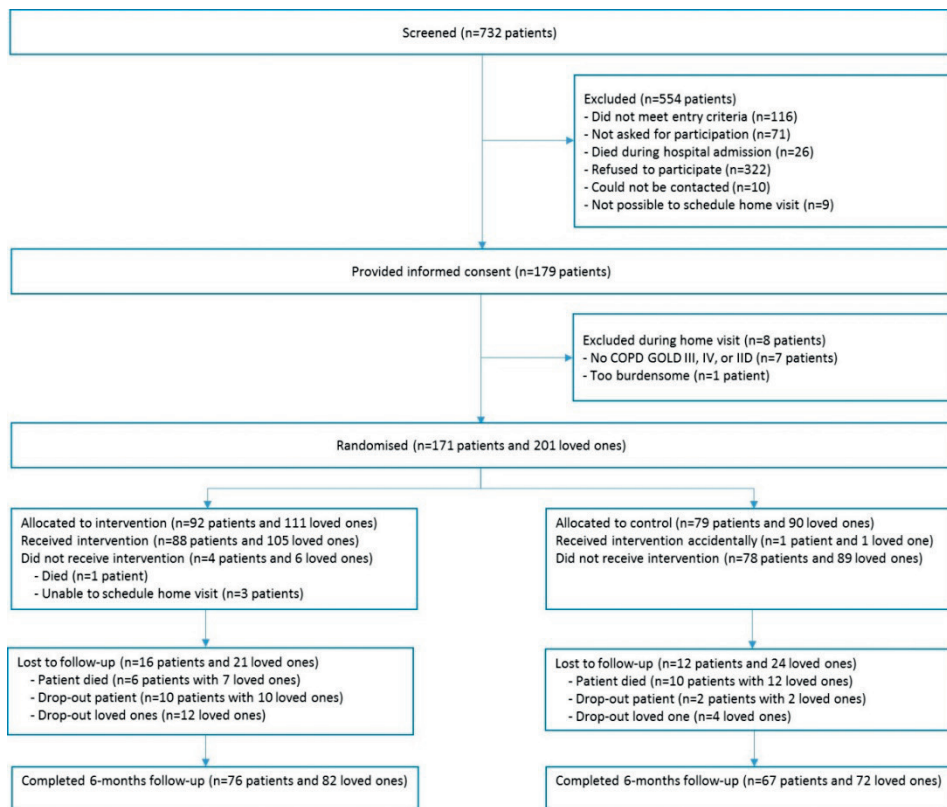 Screened (n=732 patients)
Excluded (n=554 patients)
- Did not meet entry criteria (n=116)
- Not asked for participation (n=71)
- Died during hospital admission (n=26)
- Refused to participate (n=322)
- Could not be contacted (n=10)
- Not possible to schedule home visit (n=9)
Provided informed consent (n=179 patients)
Excluded during home visit (n=8 patients)
- No COPD GOLD III, IV, or IID (n=7 patients)
- Too burdensome (n=1 patient)
Randomised (n=171 patients and 201 loved ones)
Allocated to intervention (n=92 patients and 111 loved ones)
Received intervention (n=88 patients and 105 loved ones)
Did not receive intervention (n=4 patients and 6 loved ones)
- Died (n=1 patient)
- Unable to schedule home visit (n=3 patients)
Allocated to control (n=79 patients and 90 loved ones)
Received intervention accidentally (n=1 patient and 1 loved one)
Did not receive intervention (n=78 patients and 89 loved ones)
Lost to follow-up (n=16 patients and 21 loved ones)
- Patient died (n=6 patients with 7 loved ones)
- Drop-out patient (n=10 patients with 10 loved ones)
- Drop-out loved ones (n=12 loved ones)
Lost to follow-up (n=12 patients and 24 loved ones)
- Patient died (n=10 patients with 12 loved ones)
- Drop-out patient (n=2 patients with 2 loved ones)
- Drop-out loved one (n=4 loved ones)
Completed 6-months follow-up (n=76 patients and 82 loved ones)
Completed 6-months follow-up (n=67 patients and 72 loved ones)